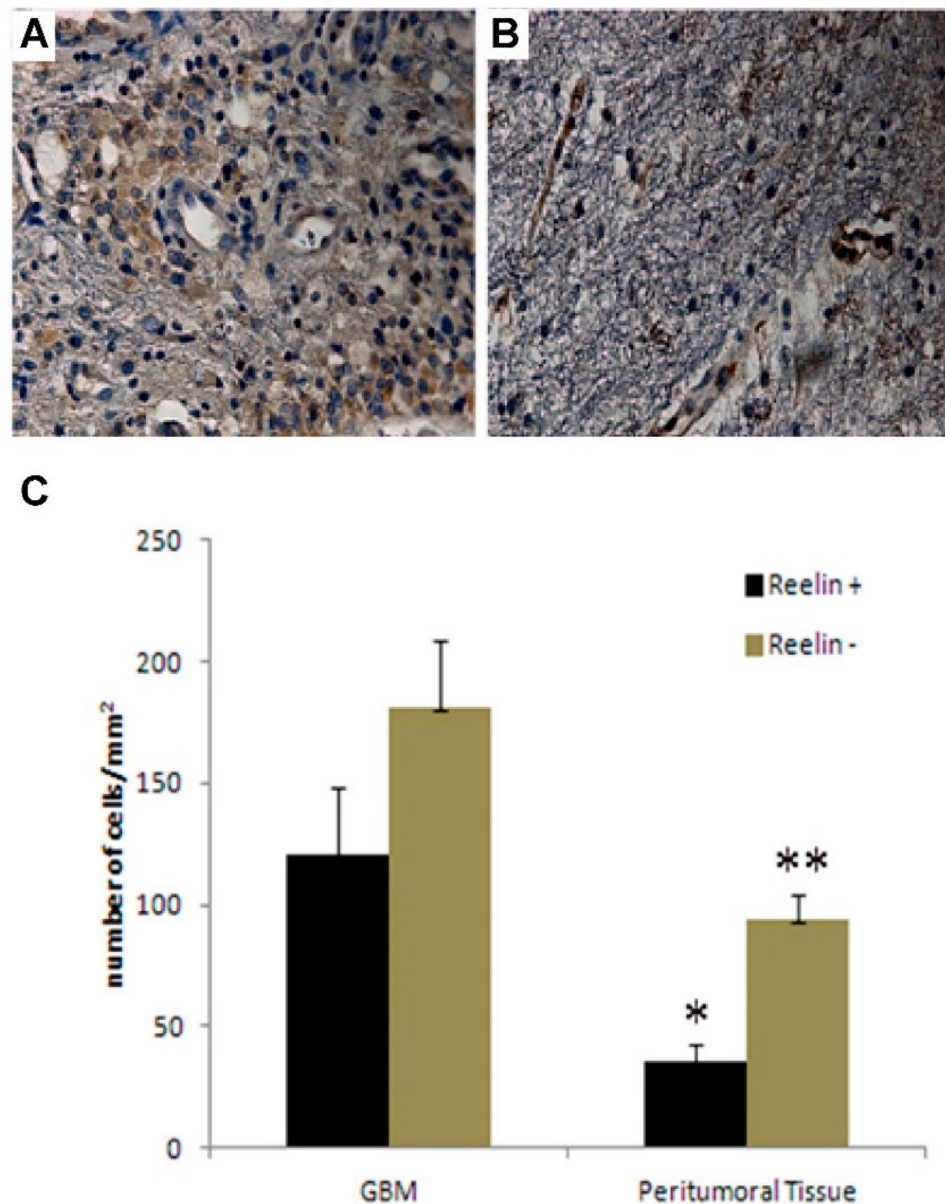 A
B
C
250
Reelin +
Reelin -
200
150
100
50
0
number of cells/mm²
**
*
GBM
Peritumoral Tissue